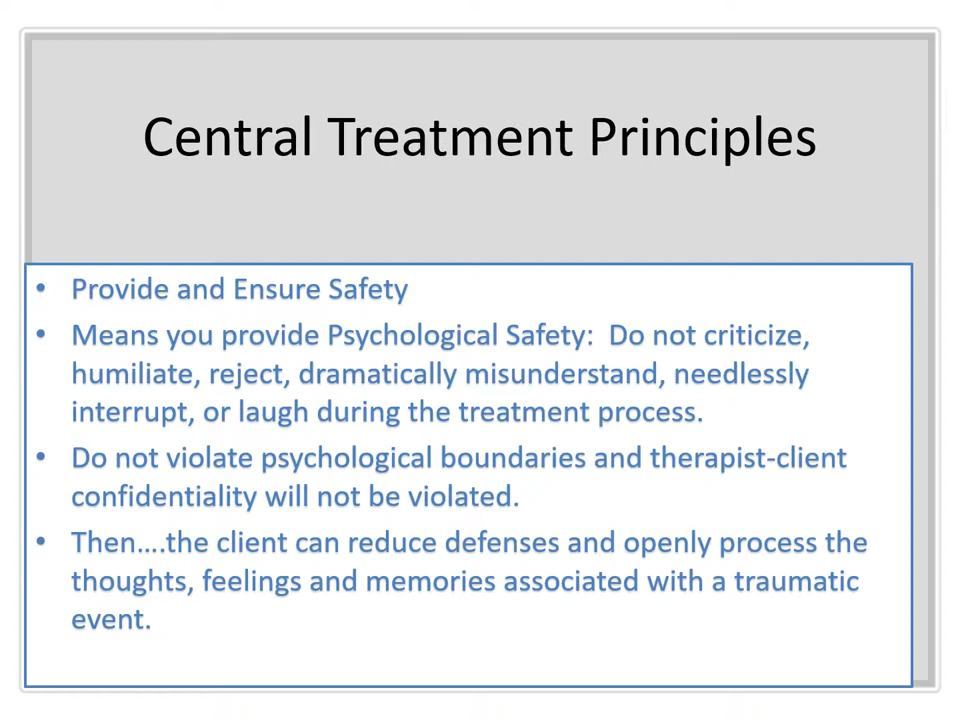 Central Treatment Principles
• Provide and Ensure Safety
• Means you provide Psychological Safety:  Do not criticize,
humiliate, reject, dramatically misunderstand, needlessly
interrupt, or laugh during the treatment process.
• Do not violate psychological boundaries and therapist-client
confidentiality will not be violated.
• Then….the client can reduce defenses and openly process the
thoughts, feelings and memories associated with a traumatic
event.